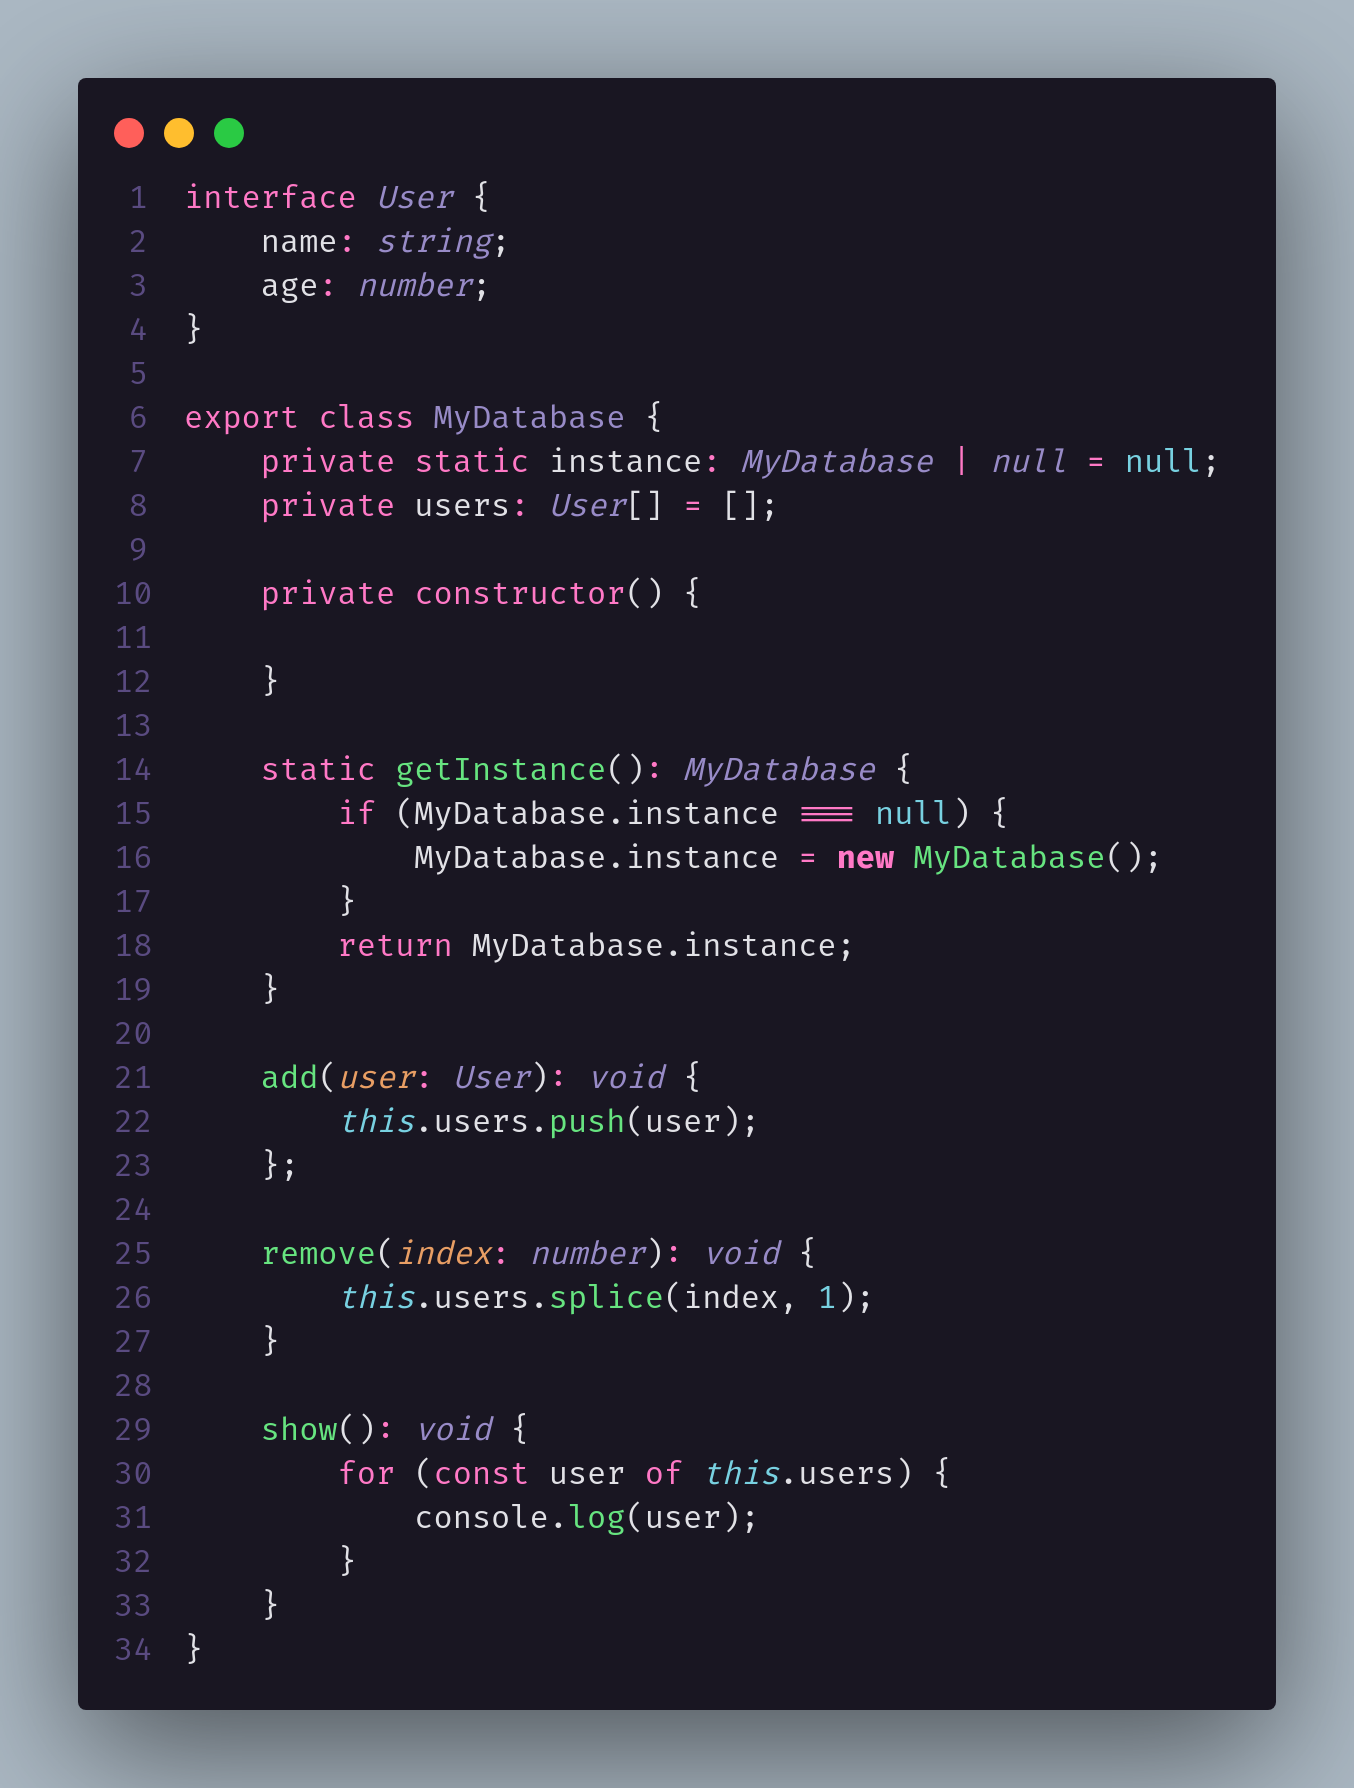 1 interface User {
2     name: string;
3     age: number;
4 }
5
6 export class MyDatabase {
7     private static instance: MyDatabase | null = null;
8     private users: User[] = [];
9
10     private constructor() {
11
12     }
13
14     static getInstance(): MyDatabase {
15         if (MyDatabase.instance === null) {
16             MyDatabase.instance = new MyDatabase();
17         }
18         return MyDatabase.instance;
19     }
20
21     add(user: User): void {
22         this.users.push(user);
23     };
24
25     remove(index: number): void {
26         this.users.splice(index, 1);
27     }
28
29     show(): void {
30         for (const user of this.users) {
31             console.log(user);
32         }
33     }
34 }